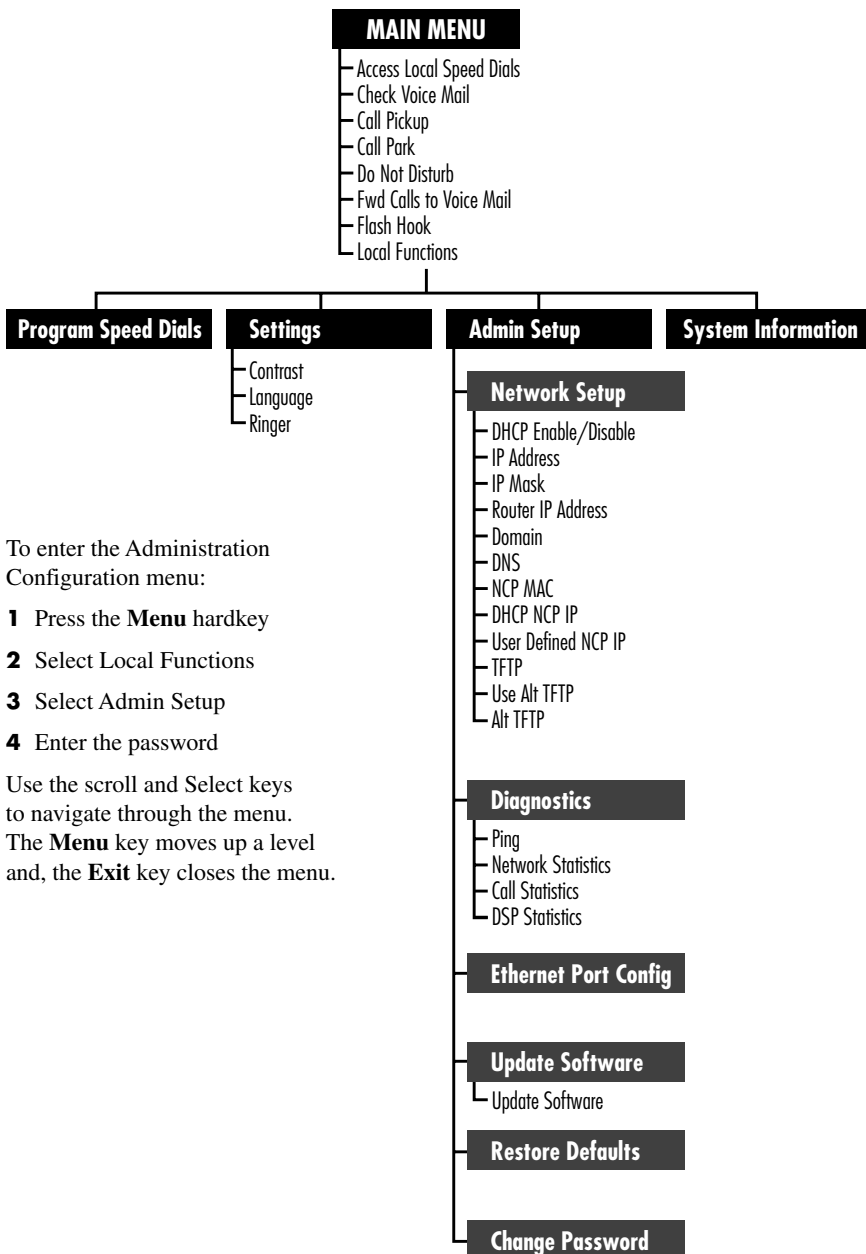 MAIN MENU
Access Local Speed Dials
Check Voice Mail
Call Pickup
Call Park
Do Not Disturb
Fwd Calls to Voice Mail
Flash Hook
Local Functions
Program Speed Dials
Settings
Contrast
Language
Ringer
Admin Setup
Network Setup
DHCP Enable/Disable
IP Address
IP Mask
Router IP Address
Domain
DNS
NCP MAC
DHCP NCP IP
User Defined NCP IP
TFTP
Use Alt TFTP
Alt TFTP
Diagnostics
Ping
Network Statistics
Call Statistics
DSP Statistics
Ethernet Port Config
Update Software
Update Software
Restore Defaults
Change Password
System Information
To enter the Administration
Configuration menu:
1 Press the Menu hardkey
2 Select Local Functions
3 Select Admin Setup
4 Enter the password
Use the scroll and Select keys
to navigate through the menu.
The Menu key moves up a level
and, the Exit key closes the menu.